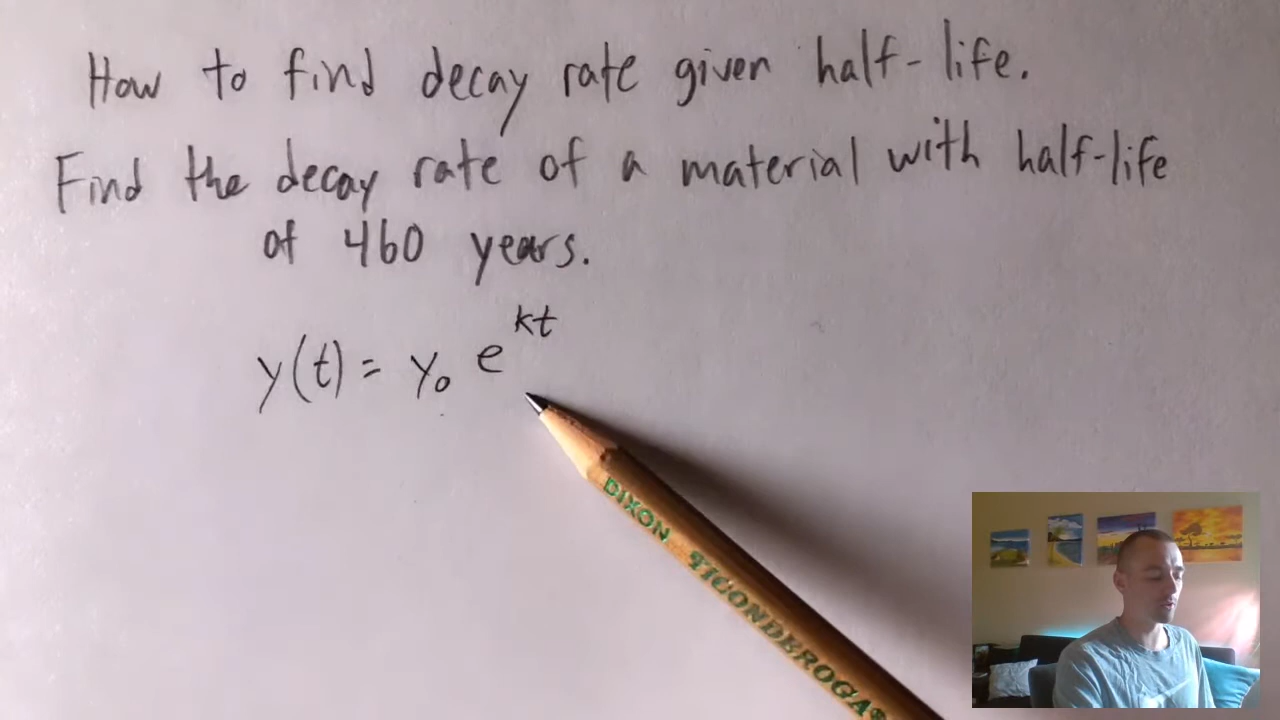 How to find decay rate given half-life.
Find the decay rate of a material with half-life
of 460 years.
y(t) = y₀ e^kt
DIXON TICONDEROGA®